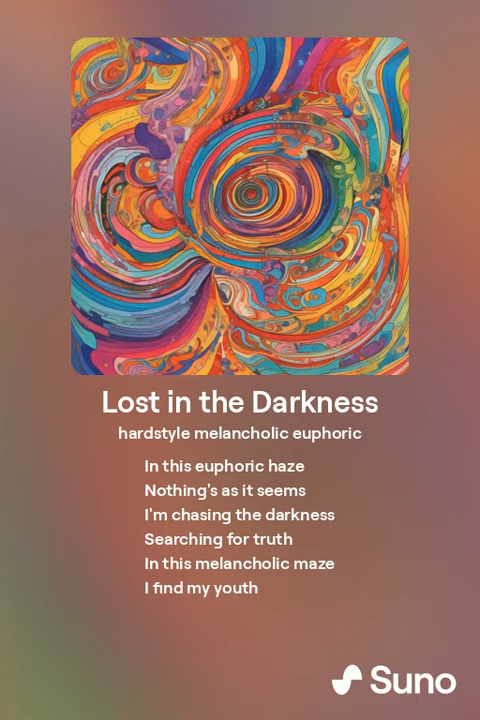 Lost in the Darkness
hardstyle melancholic euphoric
In this euphoric haze
Nothing's as it seems
I'm chasing the darkness
Searching for truth
In this melancholic maze
I find my youth
Suno